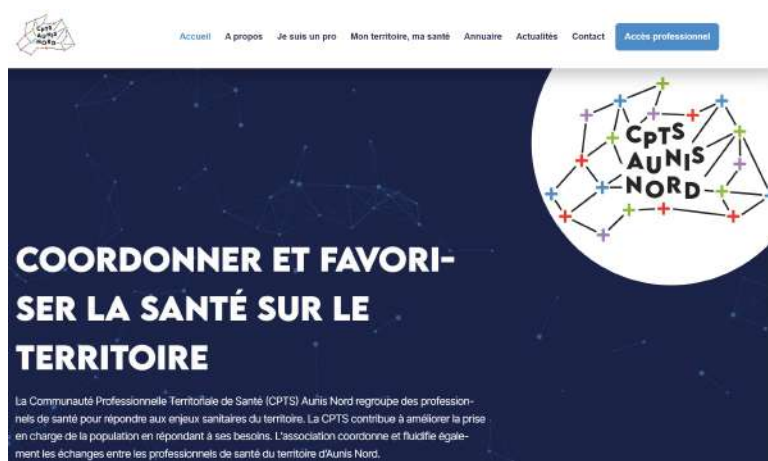 CPTS
AUNIS
NORD
Accueil A propos Je suis un pro Mon territoire, ma santé Annuaire Actualités Contact Accès professionnel
CPTS
AUNIS
NORD
COORDONNER ET FAVORI-
SER LA SANTÉ SUR LE
TERRITOIRE
La Communauté Professionnelle Territoriale de Santé (CPTS) Aunis Nord regroupe des profession-
nels de santé pour répondre aux enjeux sanitaires du territoire. La CPTS contribue à améliorer la prise
en charge de la population en répondant à ses besoins. L'association coordonne et fluidifie égale-
ment les échanges entre les professionnels de santé du territoire d'Aunis Nord.